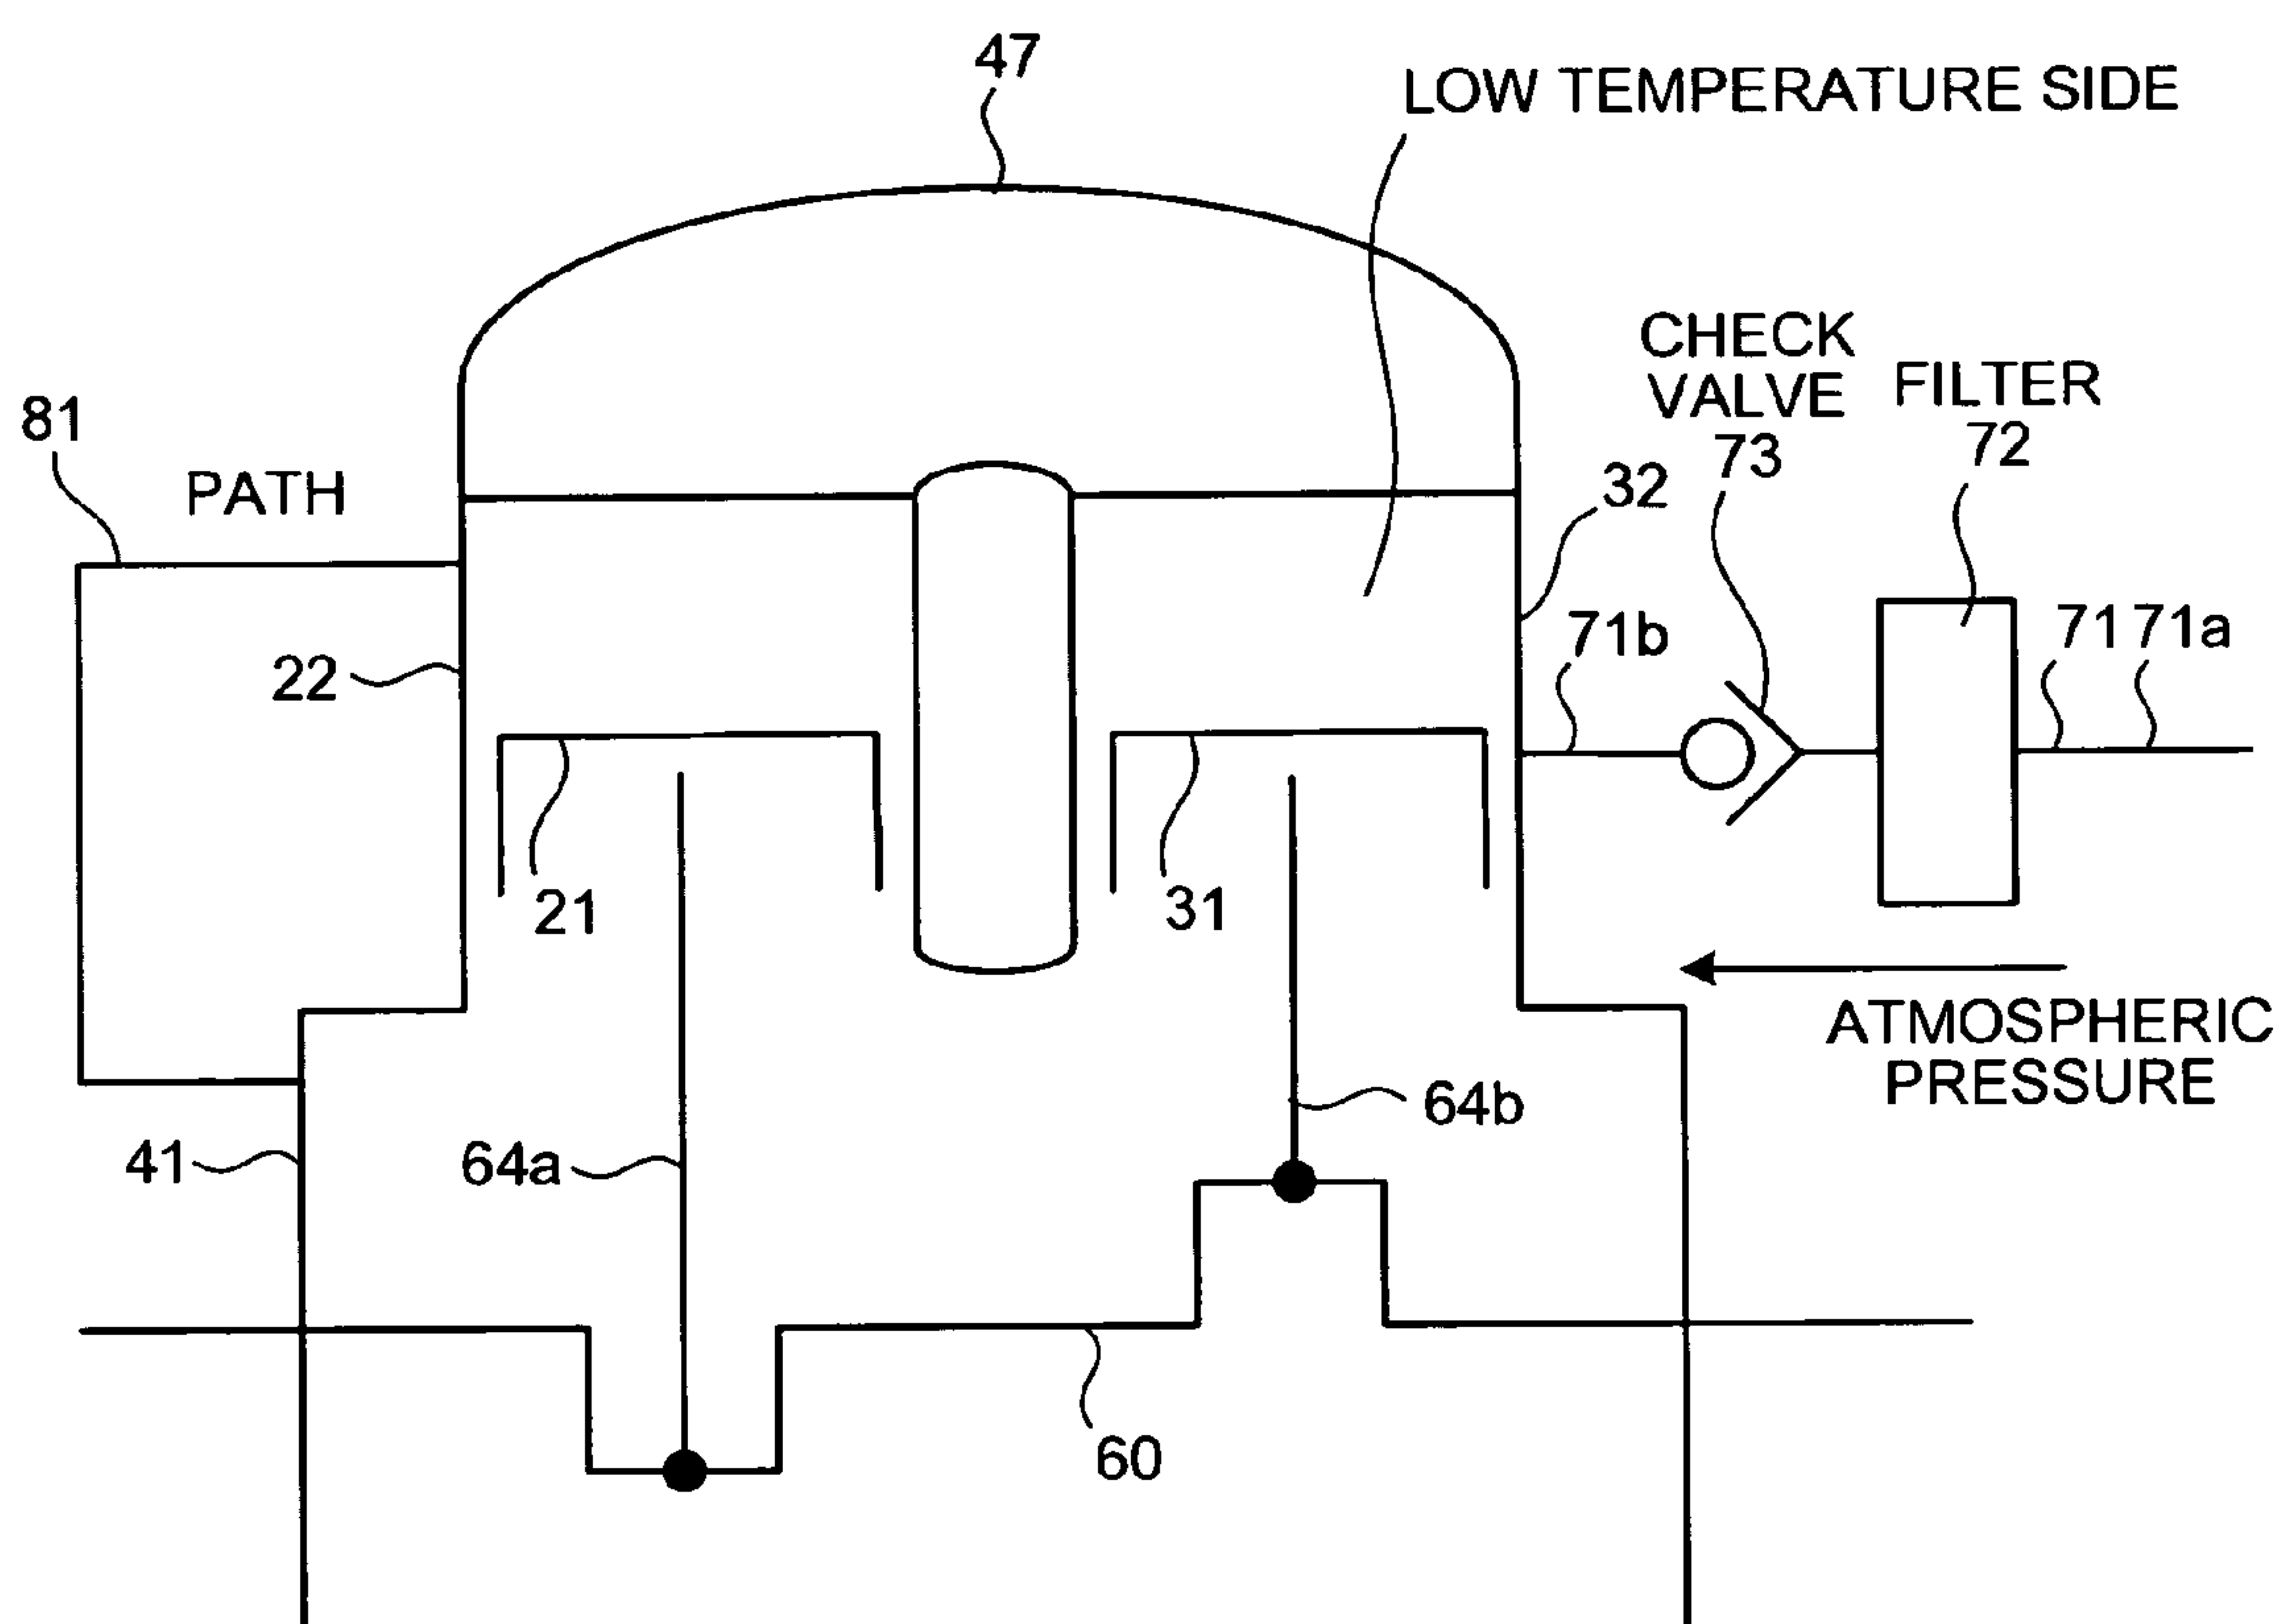 47
LOW TEMPERATURE SIDE
CHECK
VALVE
73
FILTER
72
81
PATH
32
71b
71
71a
22
21
31
ATMOSPHERIC
PRESSURE
64b
41
64a
60